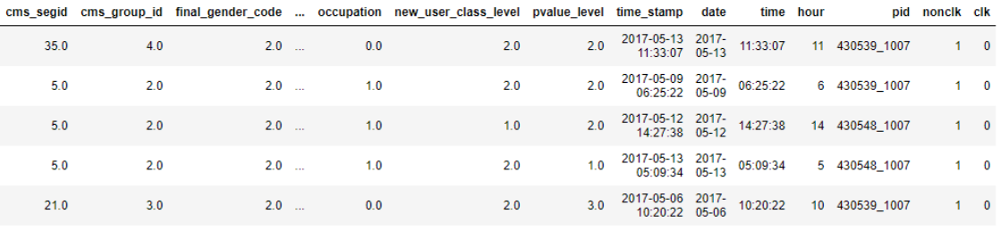 cms_segid cms_group_id final_gender_code ... occupation new_user_class_level pvalue_level time_stamp date time hour pid nonclk clk
35.0 4.0 2.0 ... 0.0 2.0 2.0 2017-05-13 11:33:07 2017-05-13 11:33:07 11 430539_1007 1 0
5.0 2.0 2.0 ... 1.0 2.0 2.0 2017-05-09 06:25:22 2017-05-09 06:25:22 6 430539_1007 1 0
5.0 2.0 2.0 ... 1.0 1.0 2.0 2017-05-12 14:27:38 2017-05-12 14:27:38 14 430548_1007 1 0
5.0 2.0 2.0 ... 1.0 2.0 1.0 2017-05-13 05:09:34 2017-05-13 05:09:34 5 430548_1007 1 0
21.0 3.0 2.0 ... 0.0 2.0 3.0 2017-05-06 10:20:22 2017-05-06 10:20:22 10 430539_1007 1 0